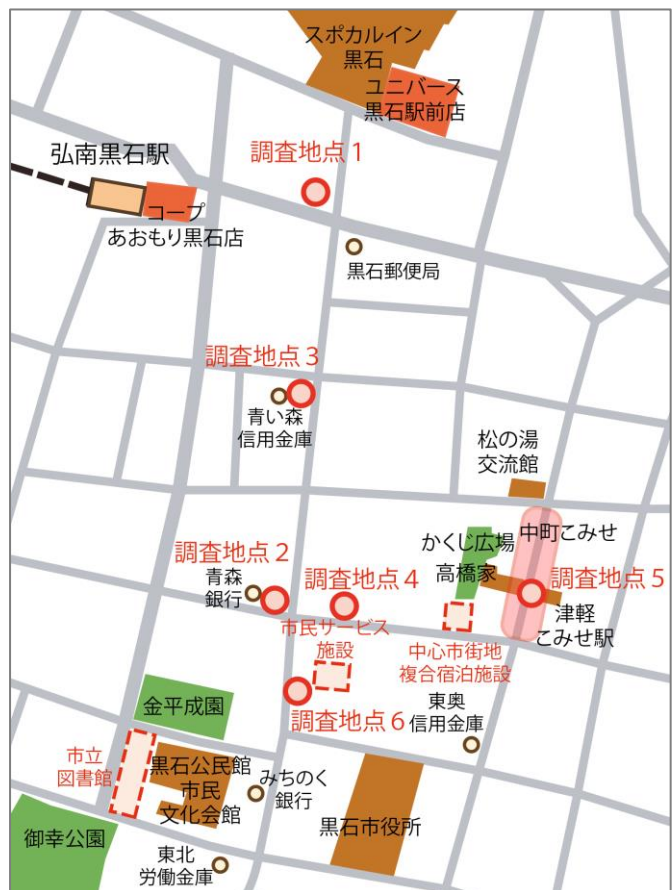 スポカルイン
黒石
ユニバース
黒石駅前店
調査地点1
弘南黒石駅
コープ
あおもり黒石店
黒石郵便局
調査地点3
青い森
信用金庫
松の湯
交流館
中町こみせ
かくじ広場
高橋家
調査地点2
青森
銀行
調査地点4
調査地点5
津軽
こみせ駅
市民サービス
施設
中心市街地
複合宿泊施設
調査地点6
東奥
信用金庫
金平成園
市立
図書館
黒石公民館
市民
文化会館
みちのく
銀行
黒石市役所
御幸公園
東北
労働金庫